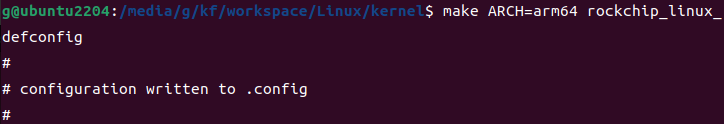 g@ubuntu2204:/media/g/kf/workspace/Linux/kernel$ make ARCH=arm64 rockchip_linux_
defconfig
#
# configuration written to .config
#